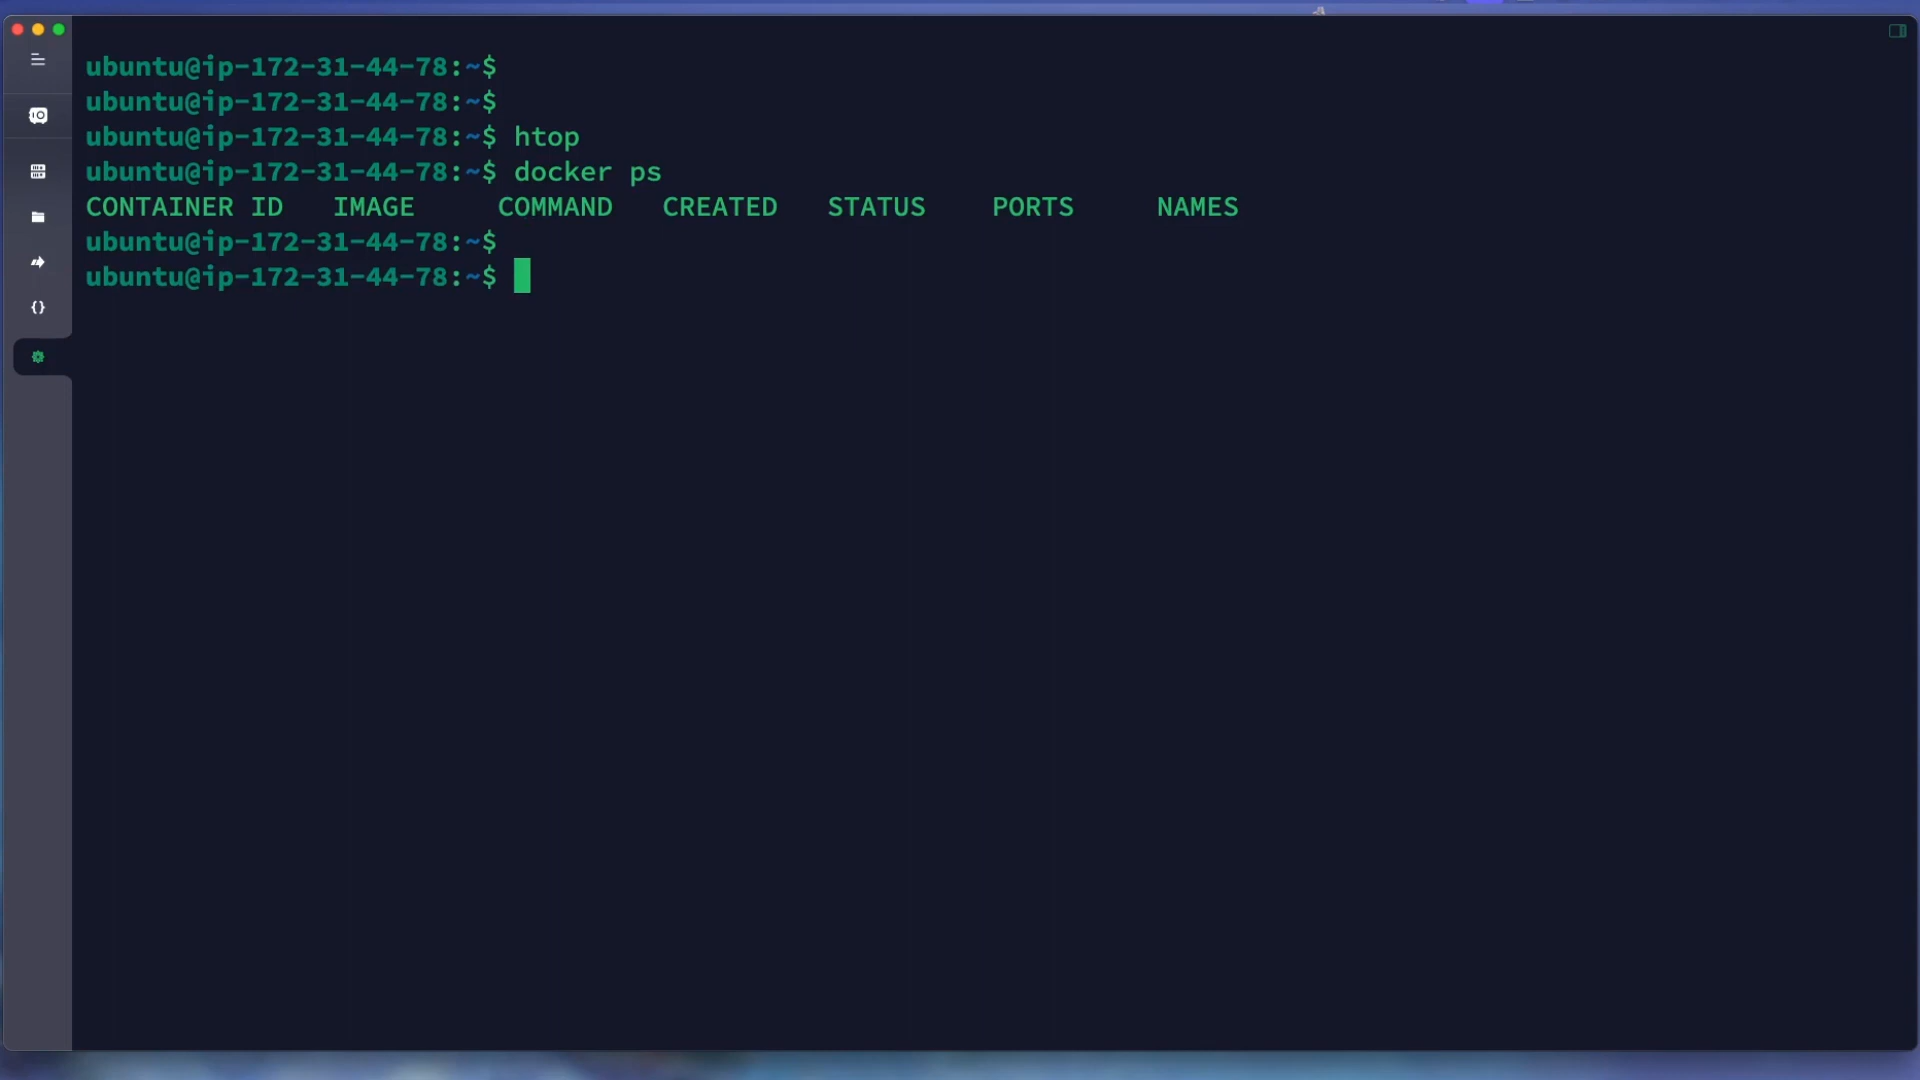 ubuntu@ip-172-31-44-78:~$
ubuntu@ip-172-31-44-78:~$
ubuntu@ip-172-31-44-78:~$ htop
ubuntu@ip-172-31-44-78:~$ docker ps
CONTAINER ID   IMAGE     COMMAND   CREATED   STATUS    PORTS     NAMES
ubuntu@ip-172-31-44-78:~$
ubuntu@ip-172-31-44-78:~$